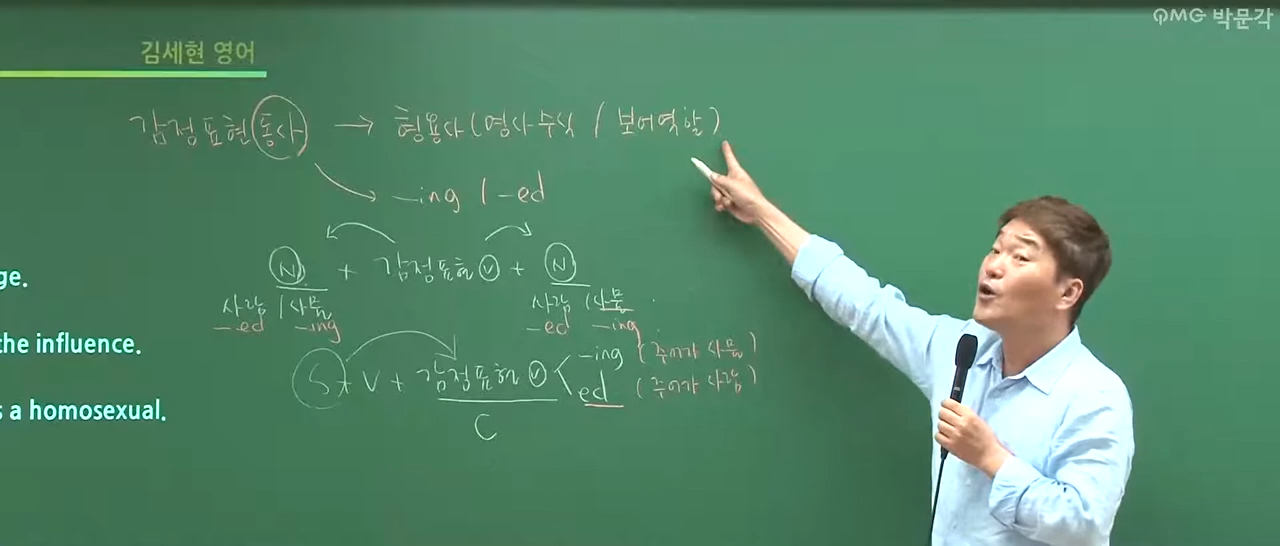 PMG 박문각
김세현 영어
감정표현동사 → 형용사(명사수식 / 보어역할)
–ing / –ed
N + 감정표현 V + N
사람 / 사물 사람 / 사물
–ed –ing –ed –ing
S + V + 감정표현 V –ing (주어가 사물)
ed (주어가 사람)
C
ge.
the influence.
s a homosexual.